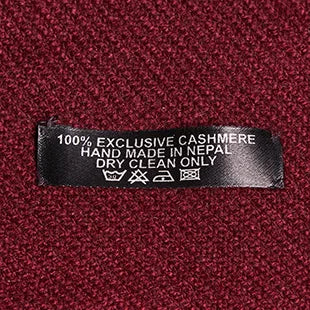 100% EXCLUSIVE CASHMERE
HAND MADE IN NEPAL
DRY CLEAN ONLY